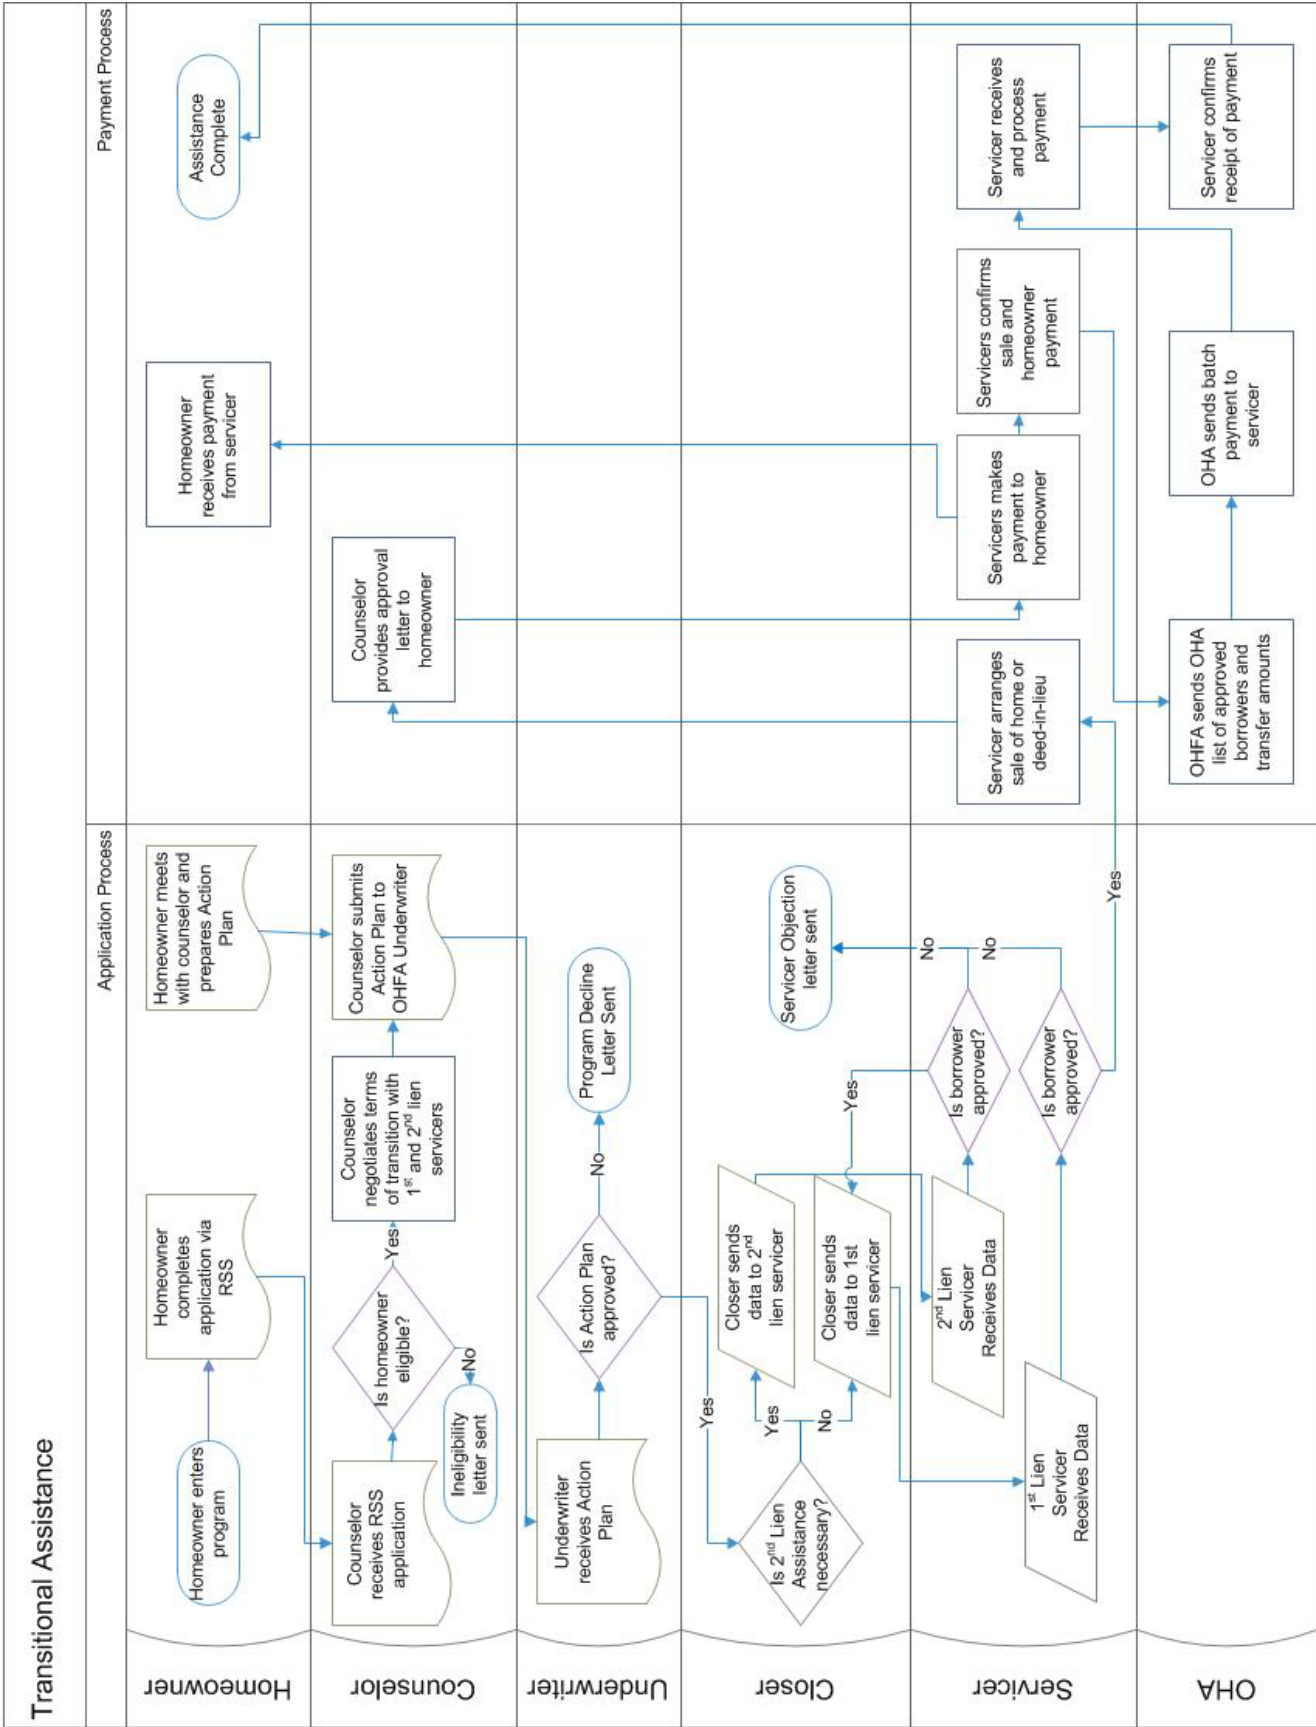 Transitional Assistance
Application Process
Payment Process
Homeowner
Homeowner enters
program
Homeowner
completes
application via
RSS
Homeowner meets
with counselor and
prepares Action
Plan
Homeowner
receives payment
from servicer
Assistance
Complete
Counselor
Counselor
receives RSS
application
Is homeowner
eligible?
Yes
No
Ineligibility
letter sent
Counselor
negotiates terms
of transition with
1st and 2nd lien
servicers
Counselor submits
Action Plan to
OHFA Underwriter
Counselor
provides approval
letter to
homeowner
Underwriter
Underwriter
receives Action
Plan
Is Action Plan
approved?
No
Yes
Program Decline
Letter Sent
Closer
Is 2nd Lien
Assistance
necessary?
Yes
No
Closer sends
data to 2nd
lien servicer
Closer sends
data to 1st
lien servicer
Yes
Servicer Objection
letter sent
Servicer
1st Lien
Servicer
Receives Data
2nd Lien
Servicer
Receives Data
Is borrower
approved?
Is borrower
approved?
No
No
Yes
Servicer arranges
sale of home or
deed-in-lieu
Servicers makes
payment to
homeowner
Servicers confirms
sale and
homeowner
payment
Servicer receives
and process
payment
OHA
OHFA sends OHA
list of approved
borrowers and
transfer amounts
OHA sends batch
payment to
servicer
Servicer confirms
receipt of payment